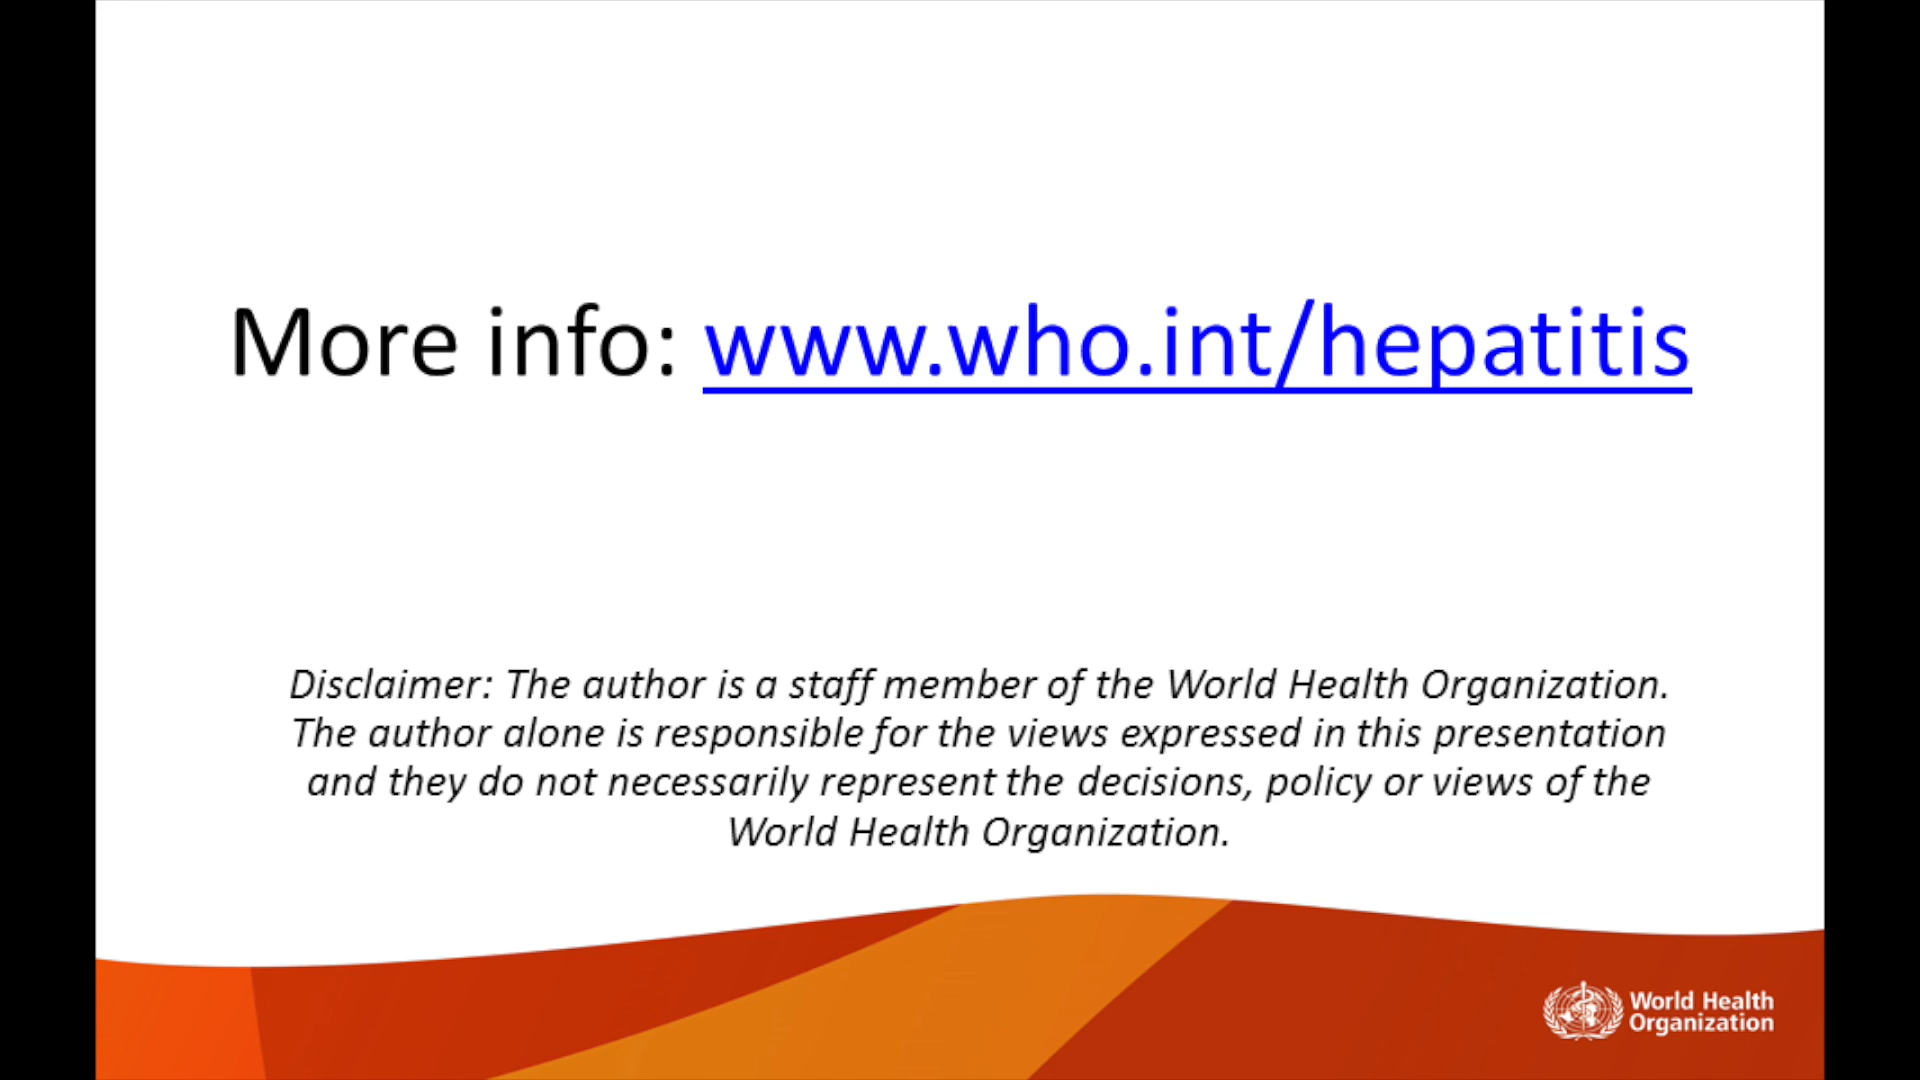 More info: www.who.int/hepatitis
Disclaimer: The author is a staff member of the World Health Organization.
The author alone is responsible for the views expressed in this presentation
and they do not necessarily represent the decisions, policy or views of the
World Health Organization.
World Health
Organization